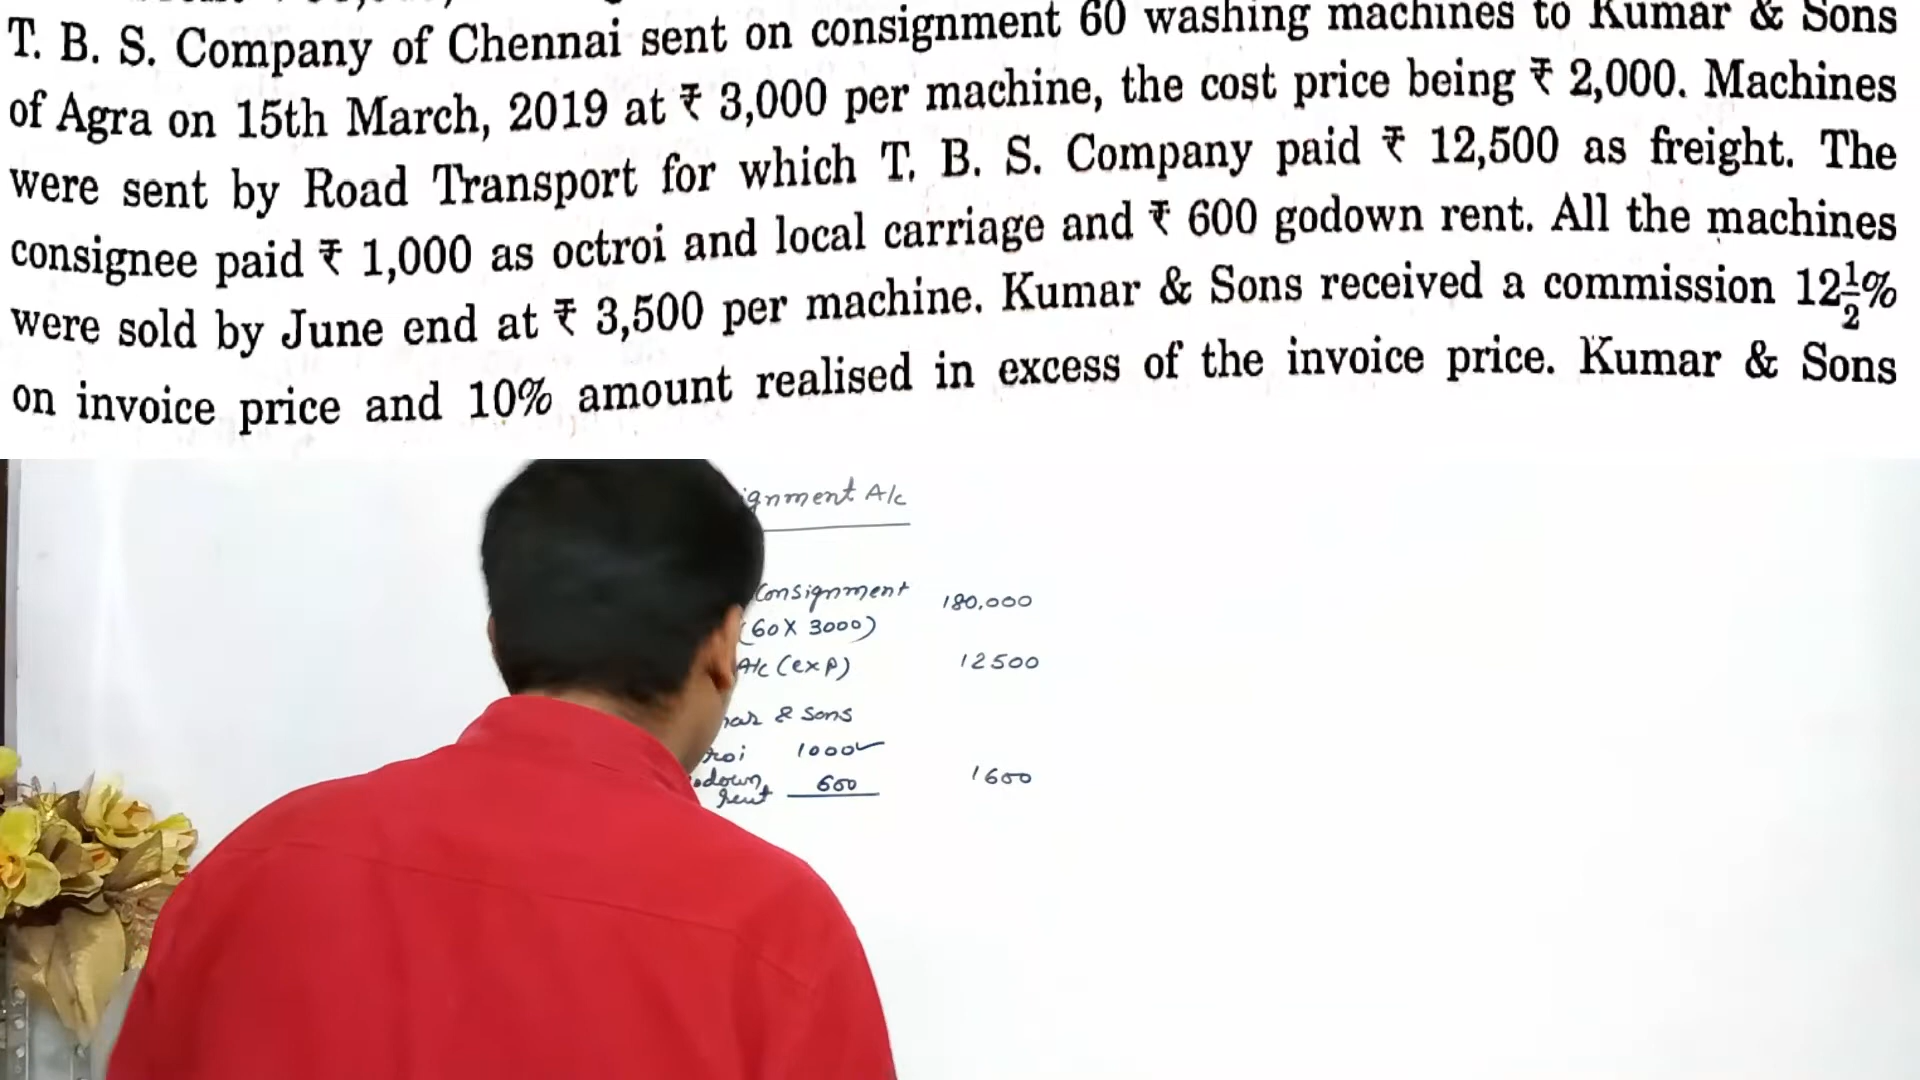 T. B. S. Company of Chennai sent on consignment 60 washing machines to Kumar & Sons
of Agra on 15th March, 2019 at ₹ 3,000 per machine, the cost price being ₹ 2,000. Machines
were sent by Road Transport for which T. B. S. Company paid ₹ 12,500 as freight. The
consignee paid ₹ 1,000 as octroi and local carriage and ₹ 600 godown rent. All the machines
were sold by June end at ₹ 3,500 per machine. Kumar & Sons received a commission 12½%
on invoice price and 10% amount realised in excess of the invoice price. Kumar & Sons
ignment A/c
Consignment 180,000
(60 X 3000)
A/c (exp) 12500
& Sons
roi 1000
down 600 1600
rent